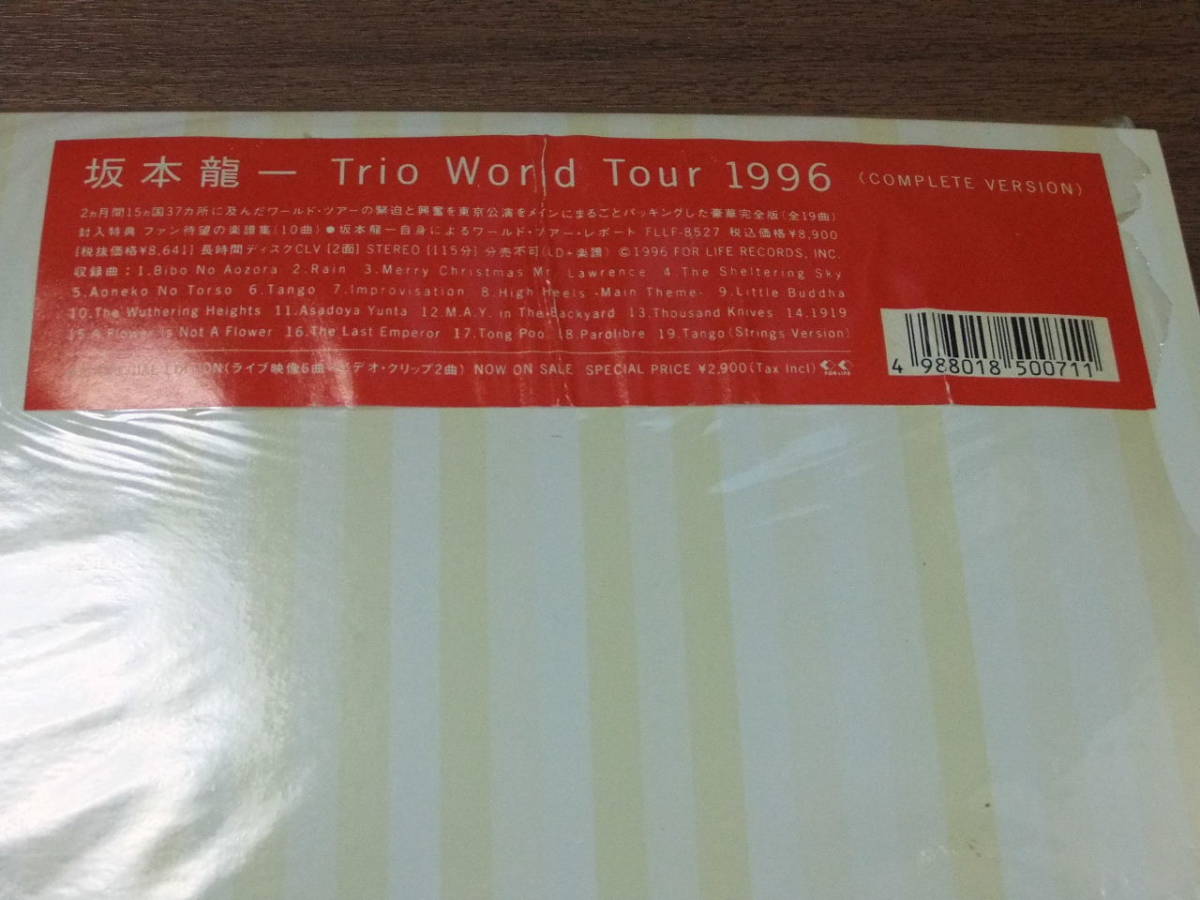 坂本龍一 Trio World Tour 1996 (COMPLETE VERSION)
2ヵ月間15ヵ国37ヵ所に及んだワールド・ツアーの緊迫と興奮を東京公演をメインにまるごとパッキングした豪華完全版(全19曲)
封入特典 ファン待望の楽譜集(10曲)●坂本龍一自身によるワールド・ツアー・レポート FLLF-8527 税込価格¥8,900
[税抜価格¥8,641]長時間ディスクCLV[2面]STEREO[115分]分売不可(LD+楽譜) ©1996 FOR LIFE RECORDS, INC.
収録曲:1.Bibo No Aozora 2.Rain 3.Merry Christmas Mr. Lawrence 4.The Sheltering Sky
5.Aoneko No Torso 6.Tango 7.Improvisation 8.High Heels -Main Theme- 9.Little Buddha
10.The Wuthering Heights 11.Asadoya Yunta 12.M.A.Y. in The Backyard 13.Thousand Knives 14.1919
15.A Flower is Not A Flower 16.The Last Emperor 17.Tong Poo 18.Parolibre 19.Tango(Strings Version)
(ライブ映像6曲 ビデオ・クリップ2曲) NOW ON SALE SPECIAL PRICE ¥2,900(Tax Incl) FOR LIFE
4 988018 500711